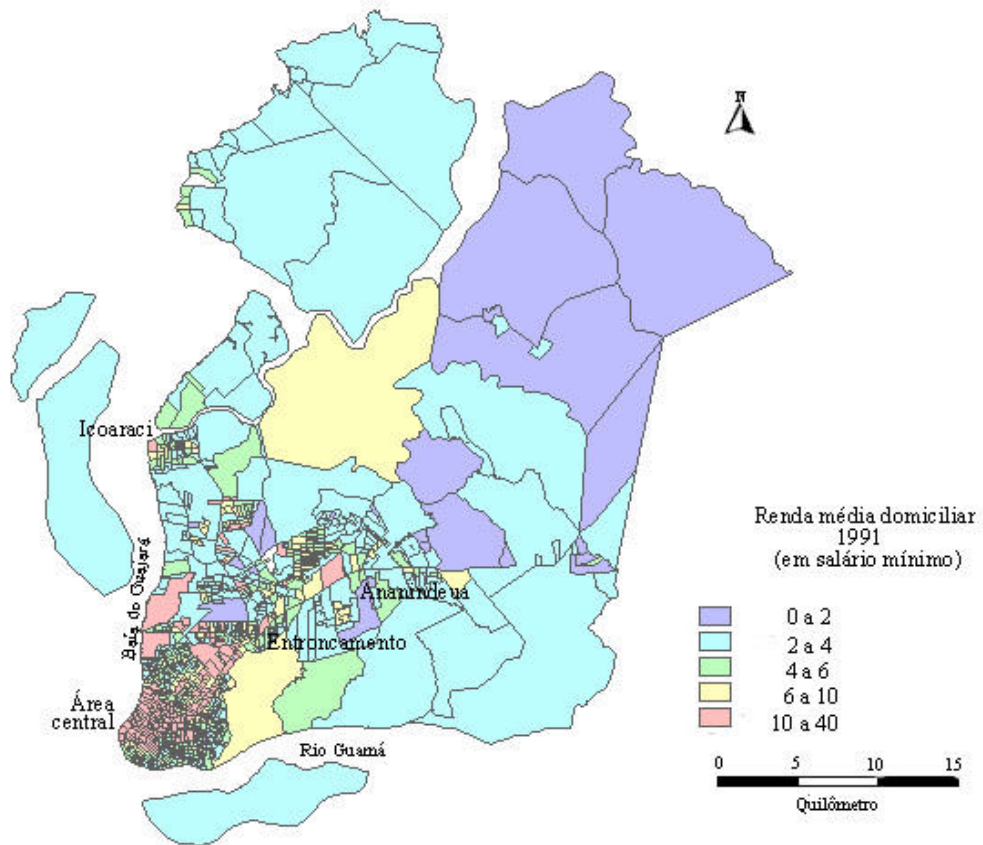 N
Icoaraci
Baía do Guajará
Ananindeua
Entroncamento
Área
central
Rio Guamá
Renda média domiciliar
1991
(em salário mínimo)
0 a 2
2 a 4
4 a 6
6 a 10
10 a 40
0 5 10 15
Quilômetro